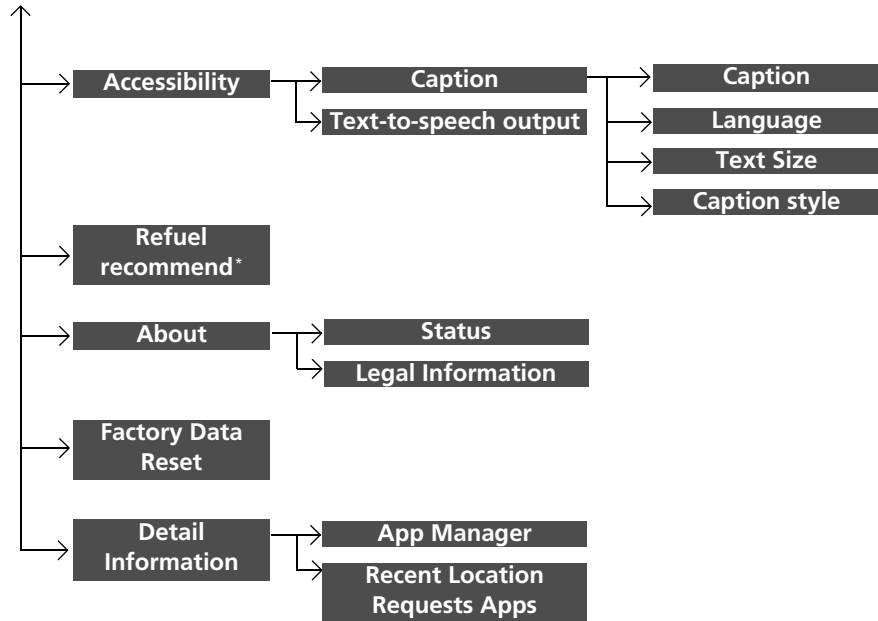 Accessibility
Caption
Text-to-speech output
Caption
Language
Text Size
Caption style
Refuel
recommend*
About
Status
Legal Information
Factory Data
Reset
Detail
Information
App Manager
Recent Location
Requests Apps